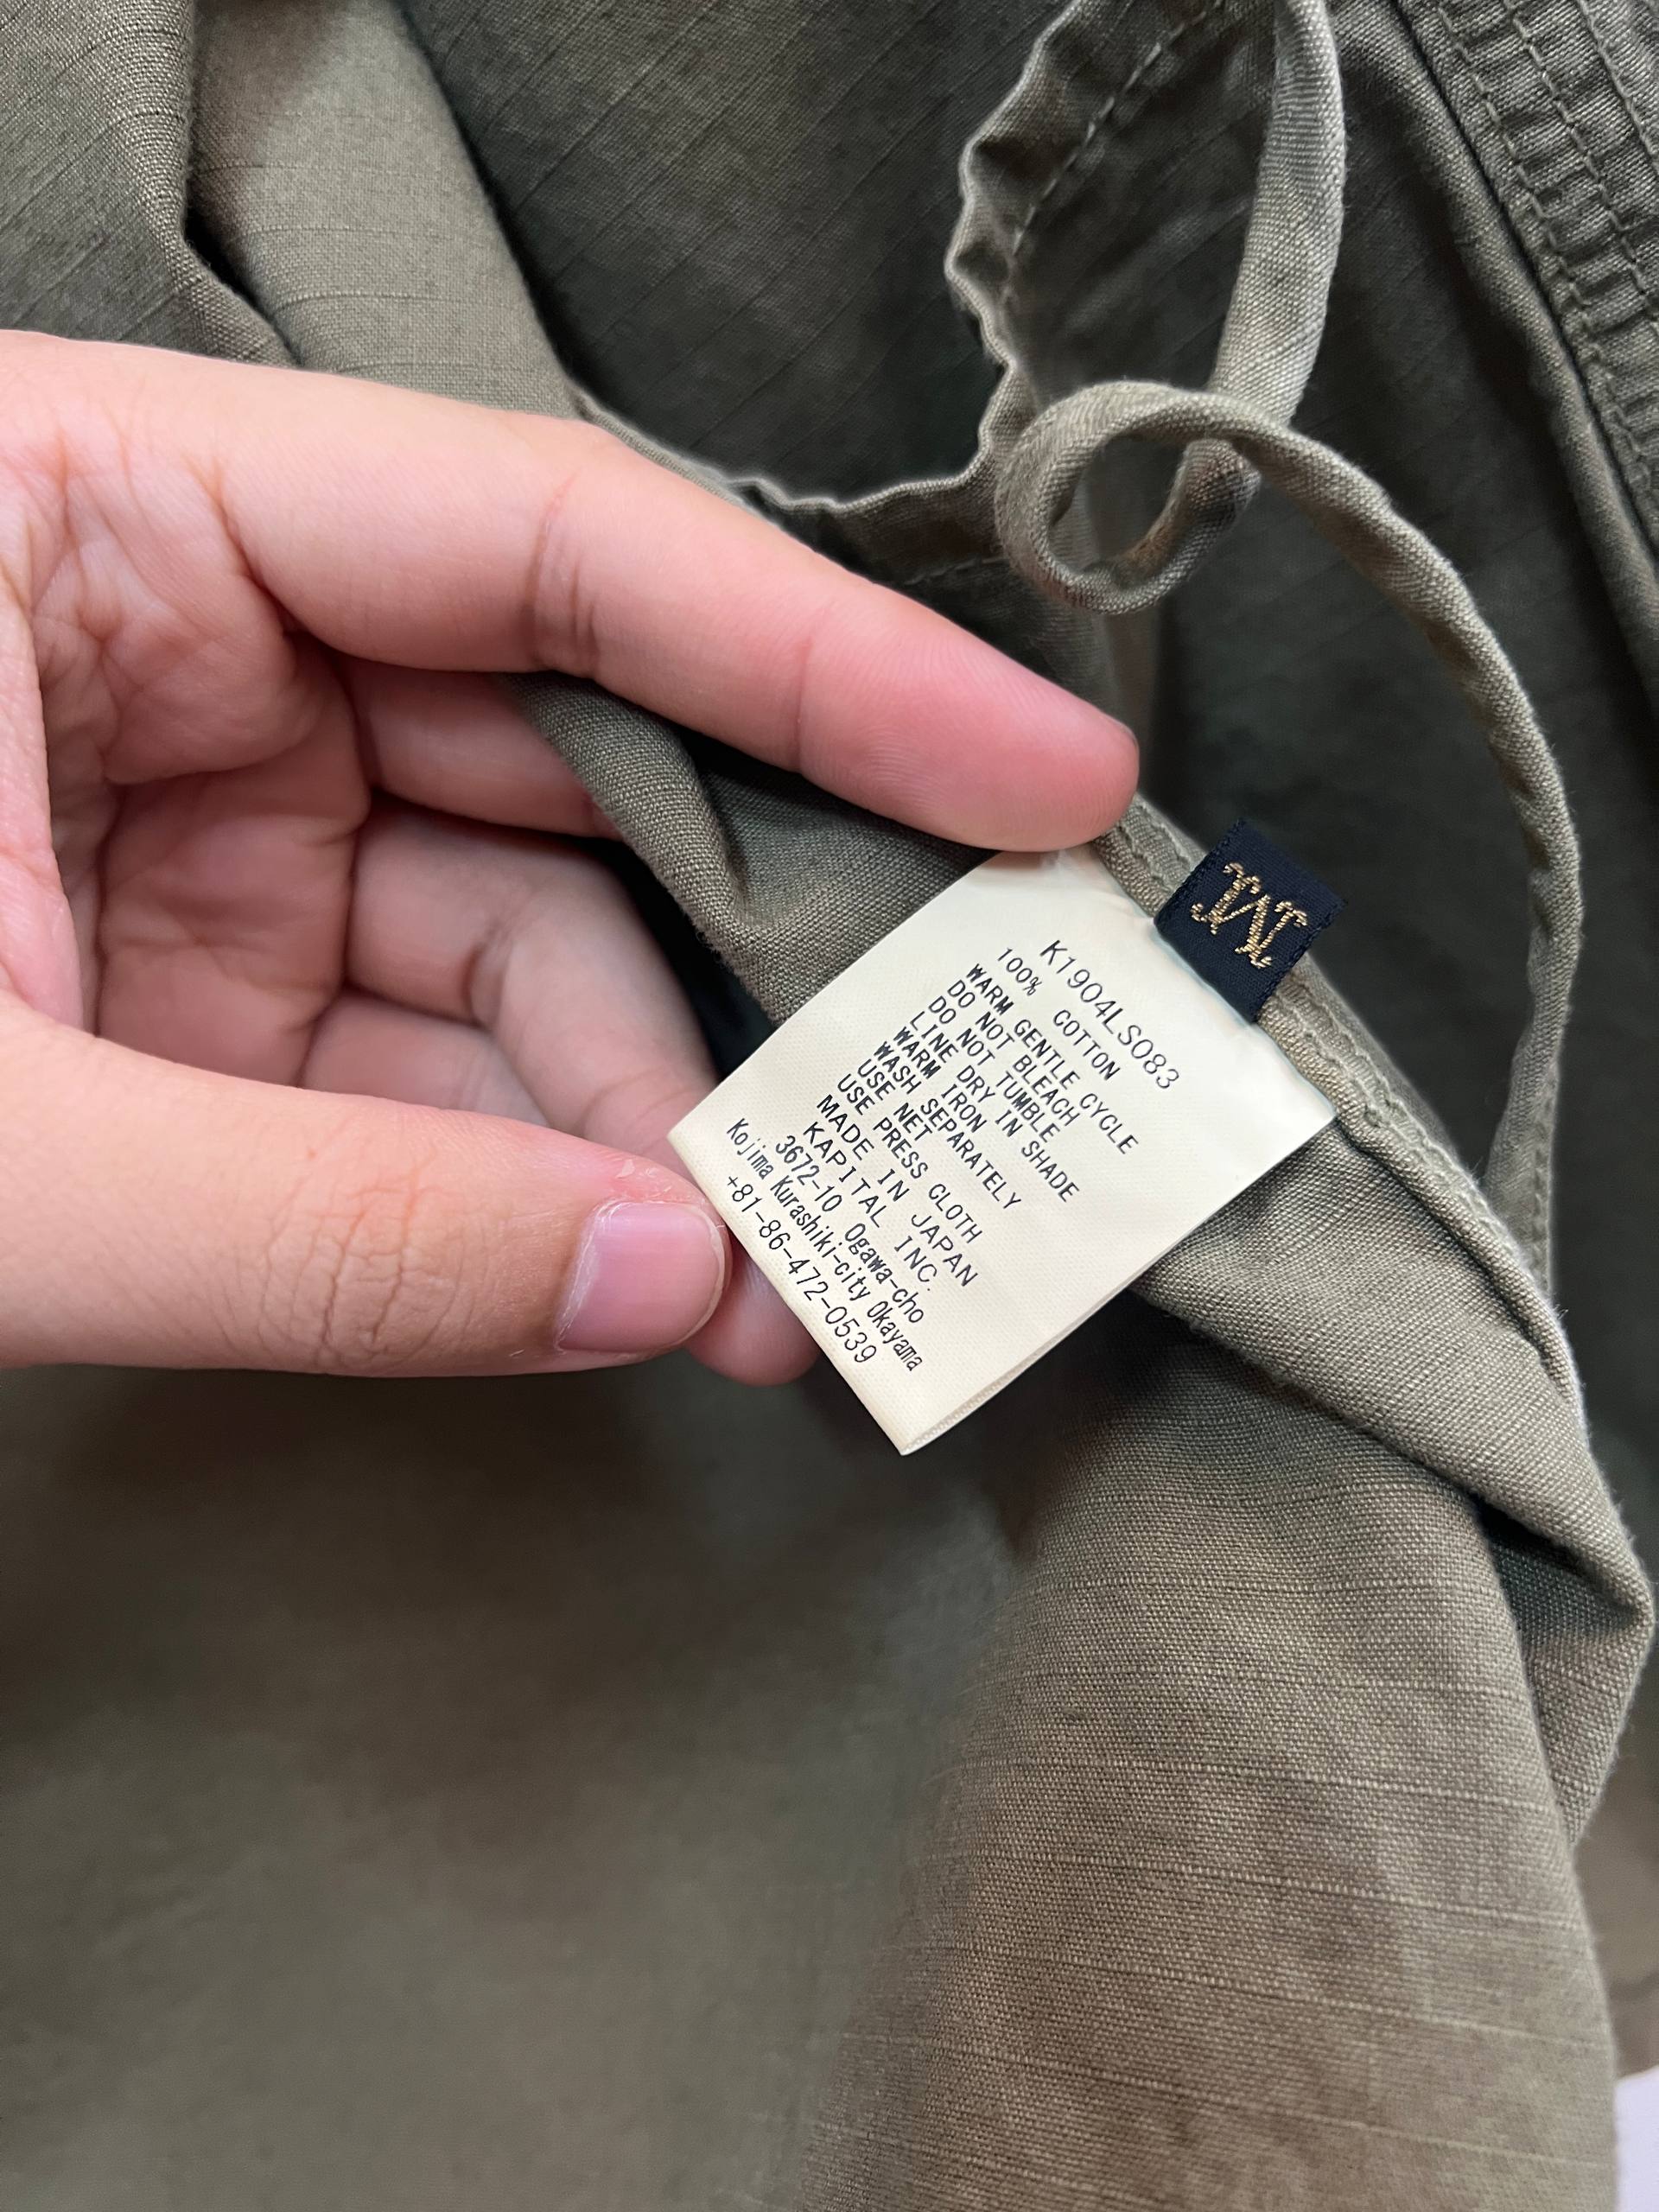 M
K1904LS083
100% COTTON
WARM GENTLE CYCLE
DO NOT BLEACH
DO NOT TUMBLE
LINE DRY IN SHADE
WARM IRON
WASH SEPARATELY
USE NET
USE PRESS CLOTH
MADE IN JAPAN
KAPITAL INC.
3672-10 Ogawa-cho
Kojima Kurashiki-city Okayama
+81-86-472-0539